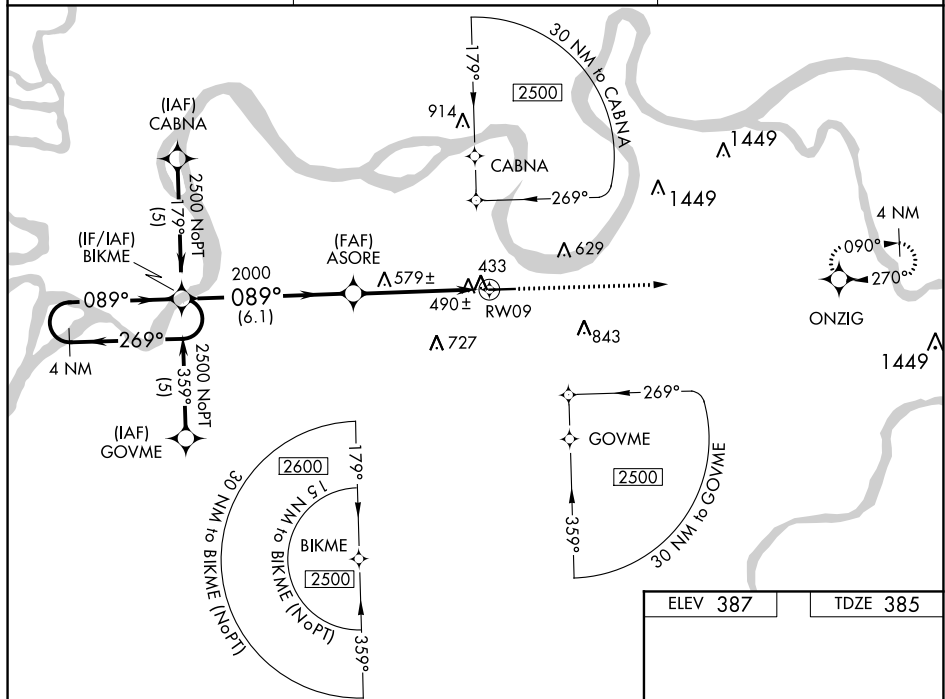 30 NM to CABNA
179°
2500
914
CABNA
269°
1449
1449
(IAF)
CABNA
2500 NoPT
179°
(5)
(IF/IAF)
BIKME
2000
089°
(6.1)
089°
269°
4 NM
(FAF)
ASORE
579±
490±
433
RW09
629
727
843
4 NM
090°
270°
ONZIG
1449
2500 NoPT
359°
(5)
(IAF)
GOVME
269°
GOVME
2500
359°
30 NM to GOVME
179°
2600
30 NM to BIKME (NoPT)
15 NM to BIKME (NoPT)
BIKME
2500
359°
ELEV 387
TDZE 385